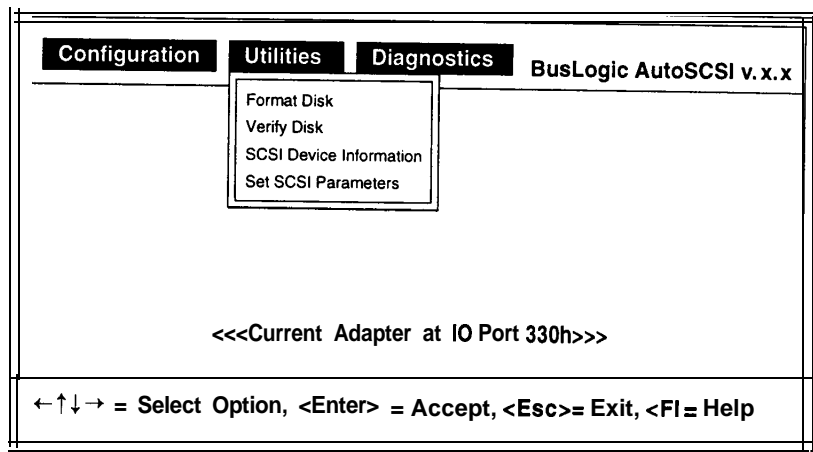 Configuration Utilities Diagnostics BusLogic AutoSCSI v. x. x
Format Disk
Verify Disk
SCSI Device Information
Set SCSI Parameters
<<<Current Adapter at IO Port 330h>>>
←↑↓→ = Select Option, <Enter> = Accept, <Esc>= Exit, <FI= Help